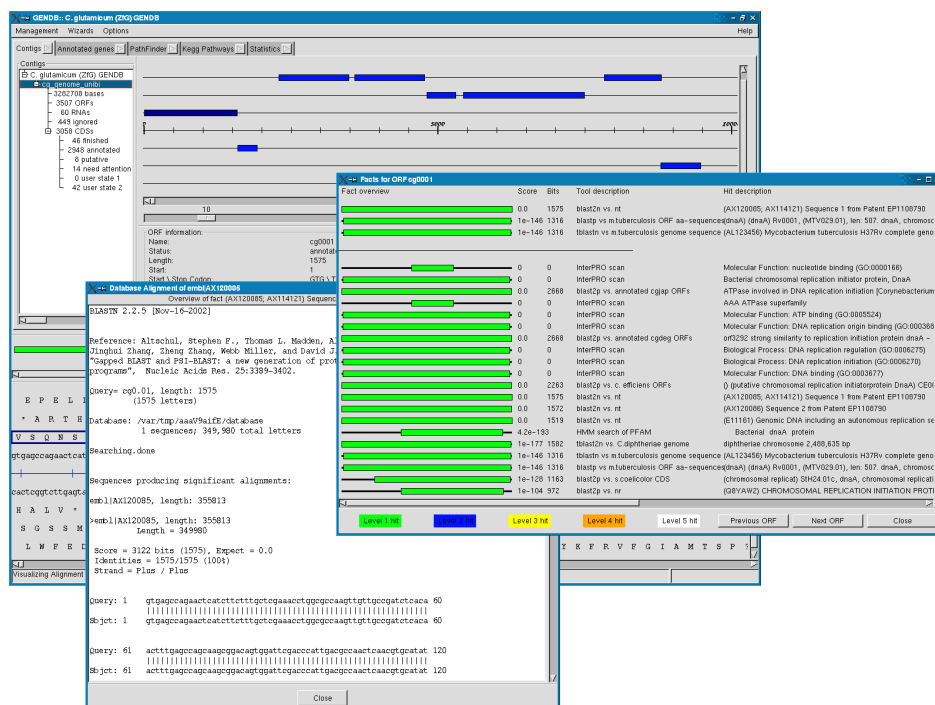 GENDB:: C. glutamicum (ZfG) GENDB
Management Wizards Options Help
Contigs Annotated genes PathFinder Kegg Pathways Statistics
Contigs
C. glutamicum (ZfG) GENDB
cg_genome_unibi
3282708 bases
3507 ORFs
60 RNAs
449 ignored
3058 CDSs
46 finished
2948 annotated
8 putative
14 need attention
0 user state 1
42 user state 2
5000
10
ORF information:
Name: cg0001
Status: annotat
Length: 1575
Start: 1
Start \ Stop Codon: GTG \ T
E P E L I
* A R T H
V S Q N S
gtgagccagaactcat
cactcggtcttgagta
H A L V *
S G S S M
L W F E D
Y K F R V F G I A M T S P S
Visualizing Alignment
Facts for ORF cg0001
Fact overview Score Bits Tool description Hit description
0.0 1575 blast2n vs. nt (AX120085; AX114121) Sequence 1 from Patent EP1108790
1e-146 1316 blastp vs m.tuberculosis ORF aa-sequences (dnaA) (dnaA) Rv0001, (MTV029.01), len: 507. dnaA, chromosc
1e-146 1316 tblastn vs m.tuberculosis genome sequence (AL123456) Mycobacterium tuberculosis H37Rv complete geno
0 0 InterPRO scan Molecular Function: nucleotide binding (GO:0000166)
0 0 InterPRO scan Bacterial chromosomal replication initiator protein, DnaA
0.0 2668 blast2p vs. annotated cgjap ORFs ATPase involved in DNA replication initiation [Corynebacterium
0 0 InterPRO scan AAA ATPase superfamily
0 0 InterPRO scan Molecular Function: ATP binding (GO:0005524)
0 0 InterPRO scan Molecular Function: DNA replication origin binding (GO:000368
0.0 2668 blast2p vs. annotated cgdeg ORFs orf3292 strong similarity to replication initiation protein dnaA -
0 0 InterPRO scan Biological Process: DNA replication regulation (GO:0006275)
0 0 InterPRO scan Biological Process: DNA replication initiation (GO:0006270)
0 0 InterPRO scan Molecular Function: DNA binding (GO:0003677)
0.0 2263 blast2p vs. c. efficiens ORFs () (putative chromosomal replication initiatorprotein DnaA) CE00
0.0 1575 blast2n vs. nt (AX120085; AX114121) Sequence 1 from Patent EP1108790
0.0 1572 blast2n vs. nt (AX120086) Sequence 2 from Patent EP1108790
0.0 1519 blast2n vs. nt (E11161) Genomic DNA including an autonomous replication se
4.2e-193 HMM search of PFAM Bacterial dnaA protein
1e-177 1582 tblast2n vs. C.diphtheriae genome diphtheriae chromosome 2,488,635 bp
1e-146 1316 tblastn vs m.tuberculosis genome sequence (AL123456) Mycobacterium tuberculosis H37Rv complete geno
1e-146 1316 blastp vs m.tuberculosis ORF aa-sequences (dnaA) (dnaA) Rv0001, (MTV029.01), len: 507. dnaA, chromosc
1e-128 1163 blast2p vs. s.coelicolor CDS (chromosomal replicat) StH24.01c, dnaA, chromosomal replicati
1e-104 972 blast2p vs. nr (G8YAW2) CHROMOSOMAL REPLICATION INITIATION PROTI
Level 1 hit Level 2 hit Level 3 hit Level 4 hit Level 5 hit Previous ORF Next ORF Close
Database Alignment of embl|AX120085
Overview of fact (AX120085; AX114121) Sequenc
BLASTN 2.2.5 [Nov-16-2002]
Reference: Altschul, Stephen F., Thomas L. Madden, A
Jinghui Zhang, Zheng Zhang, Webb Miller, and David J.
"Gapped BLAST and PSI-BLAST: a new generation of prot
programs", Nucleic Acids Res. 25:3389-3402.
Query= cg0.01, length: 1575
(1575 letters)
Database: /var/tmp/aaaV9aifE/database
1 sequences; 349,980 total letters
Searching.done
Sequences producing significant alignments:
embl|AX120085, length: 355813
>embl|AX120085, length: 355813
Length = 349980
Score = 3122 bits (1575), Expect = 0.0
Identities = 1575/1575 (100%)
Strand = Plus / Plus
Query: 1 gtgagccagaactcatcttctttgctcgaaacctggcgccaagttgttgccgatctcaca 60
Sbjct: 1 gtgagccagaactcatcttctttgctcgaaacctggcgccaagttgttgccgatctcaca 60
Query: 61 actttgagccagcaagcggacagtggattcgacccattgacgccaactcaacgtgcatat 120
Sbjct: 61 actttgagccagcaagcggacagtggattcgacccattgacgccaactcaacgtgcatat 120
Close